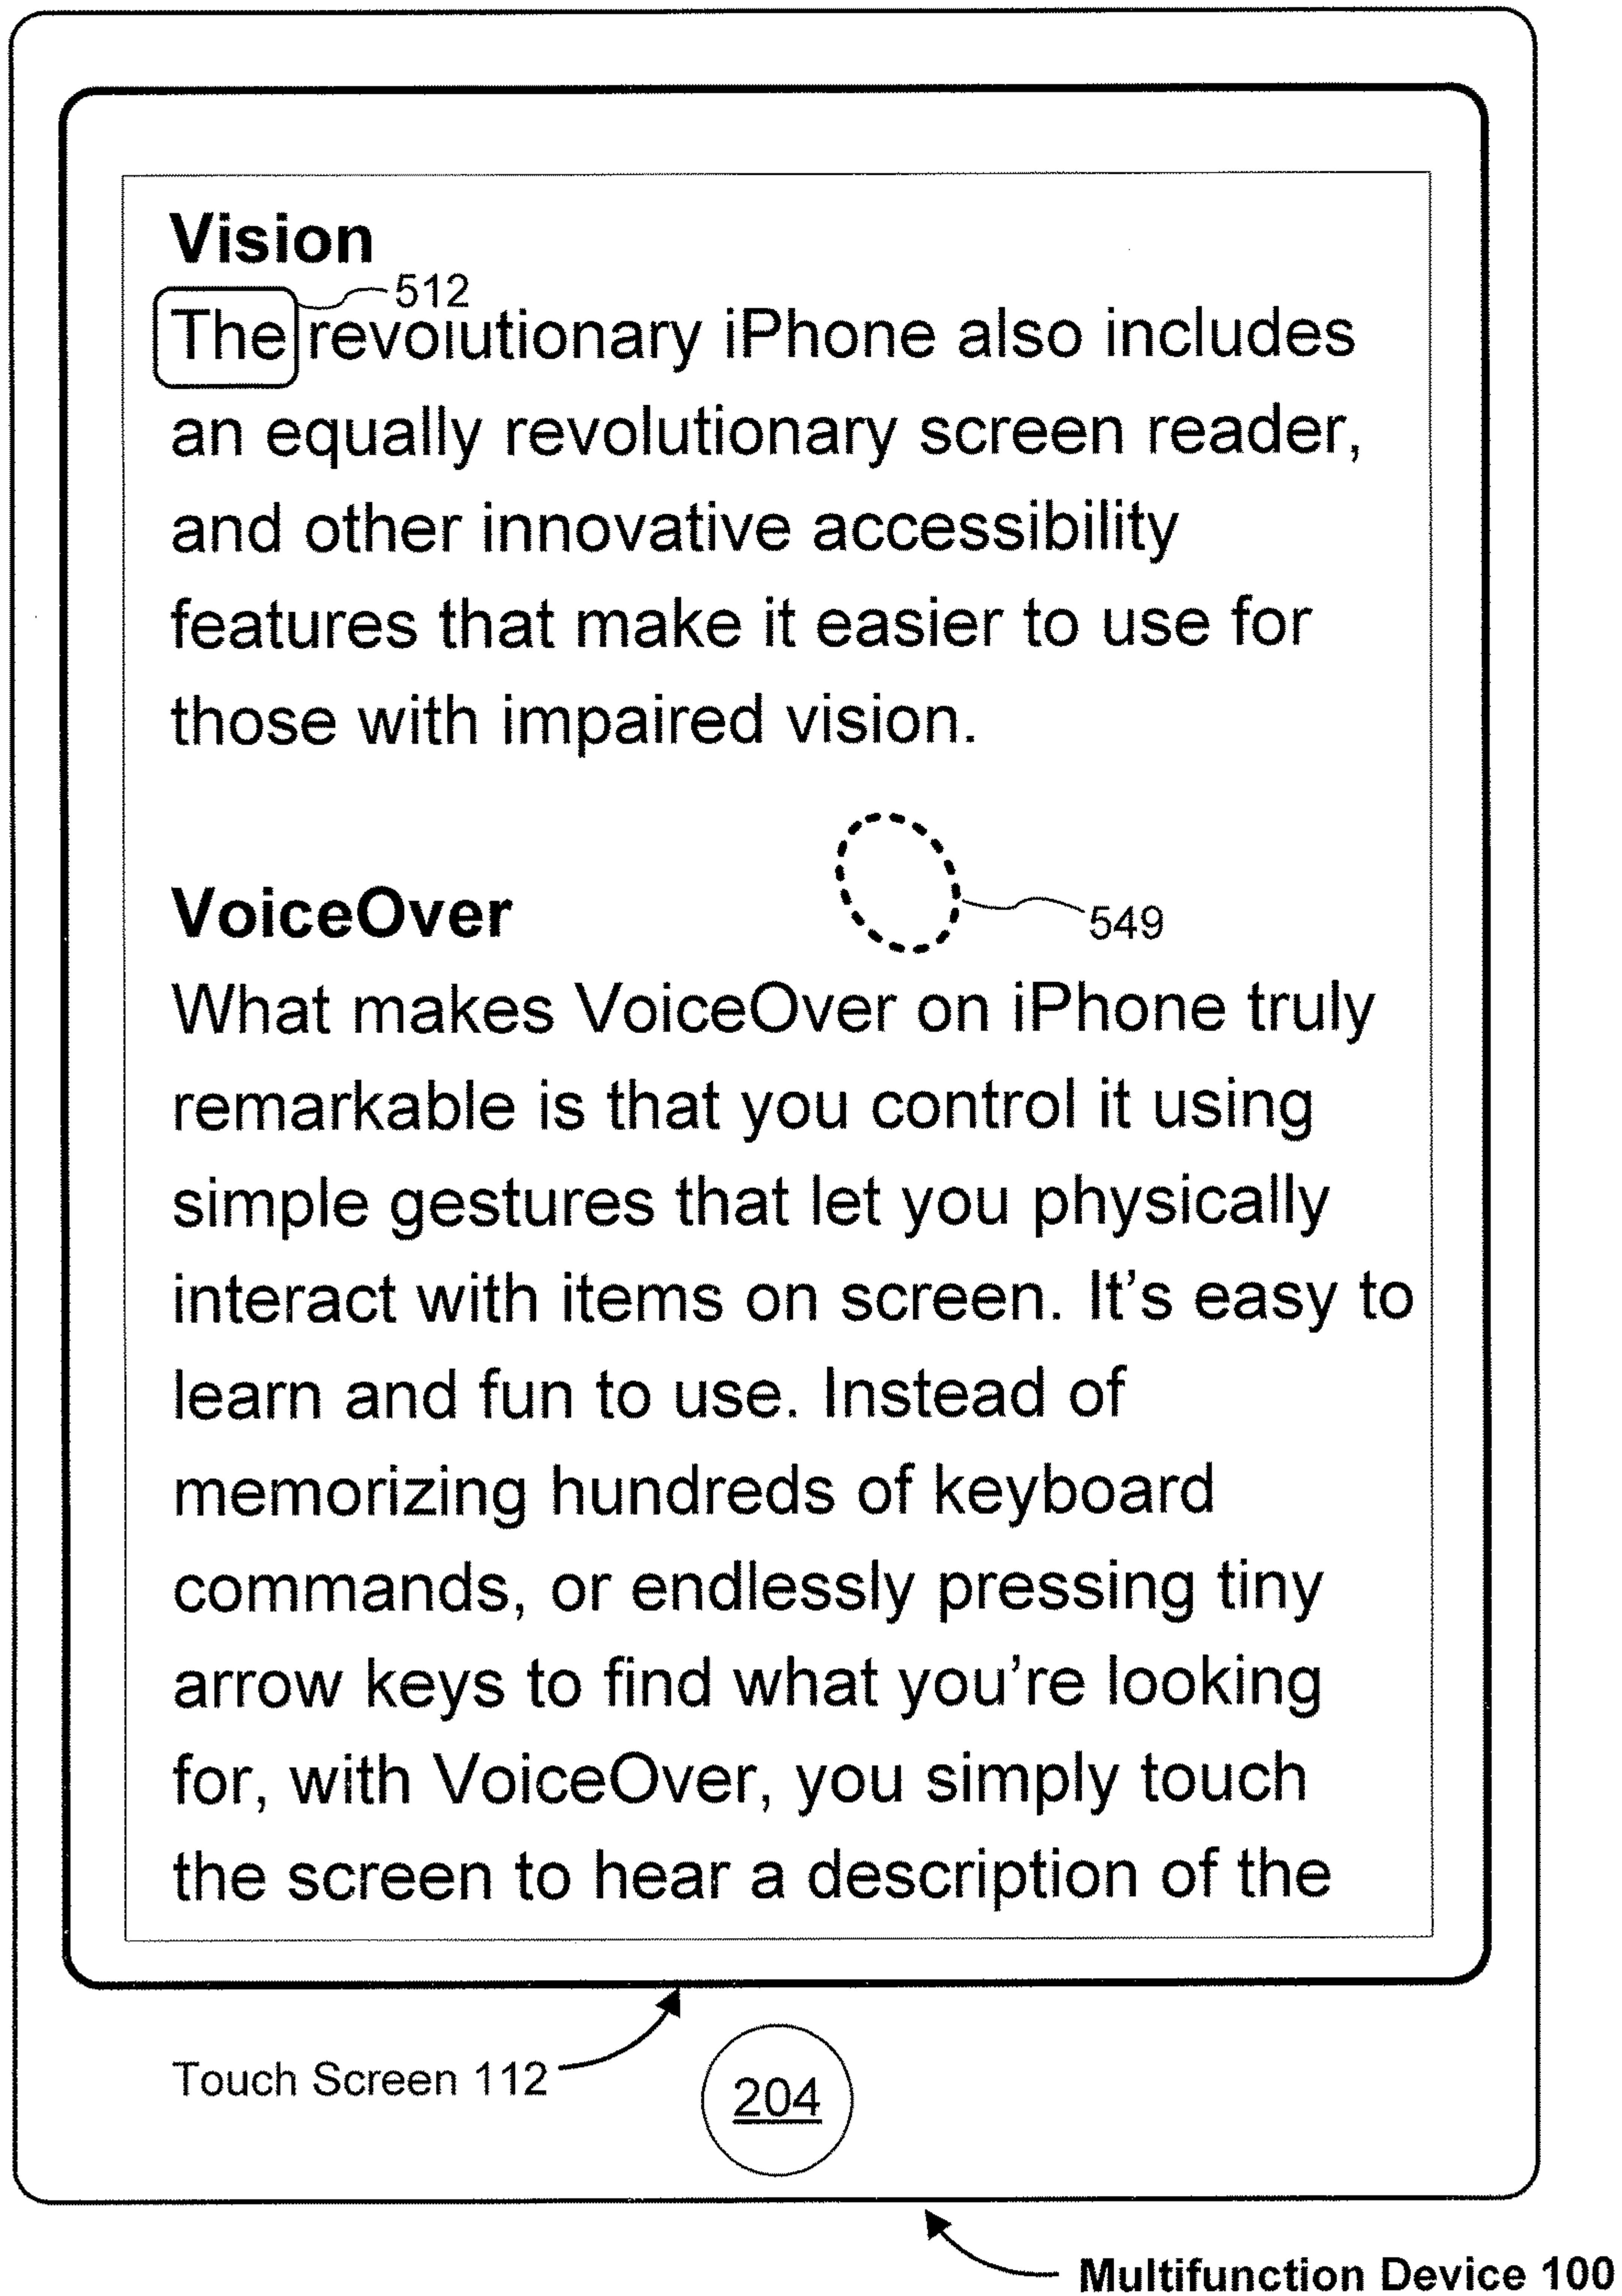 Vision
512
The revolutionary iPhone also includes
an equally revolutionary screen reader,
and other innovative accessibility
features that make it easier to use for
those with impaired vision.
549
VoiceOver
What makes VoiceOver on iPhone truly
remarkable is that you control it using
simple gestures that let you physically
interact with items on screen. It’s easy to
learn and fun to use. Instead of
memorizing hundreds of keyboard
commands, or endlessly pressing tiny
arrow keys to find what you’re looking
for, with VoiceOver, you simply touch
the screen to hear a description of the
Touch Screen 112
204
Multifunction Device 100